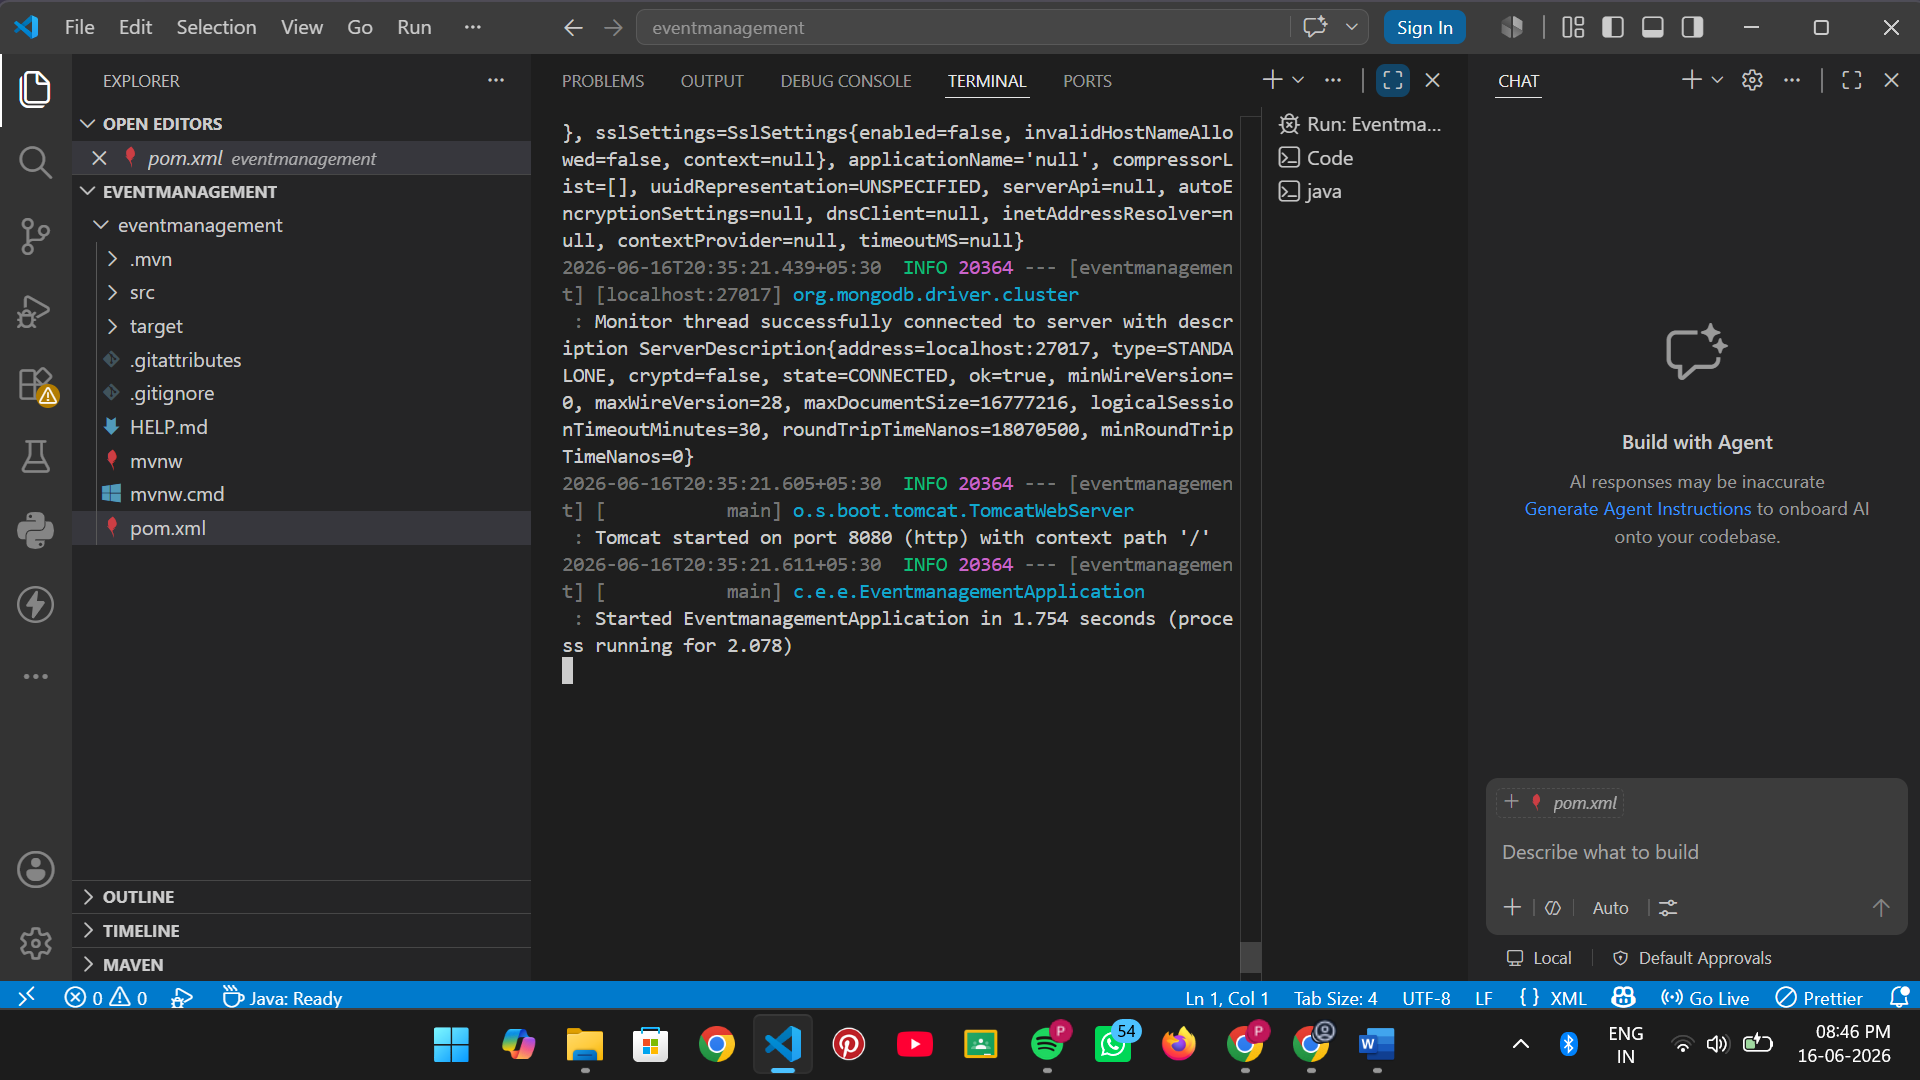 File Edit Selection View Go Run ···
eventmanagement
Sign In
EXPLORER
OPEN EDITORS
pom.xml eventmanagement
EVENTMANAGEMENT
eventmanagement
.mvn
src
target
.gitattributes
.gitignore
HELP.md
mvnw
mvnw.cmd
pom.xml
OUTLINE
TIMELINE
MAVEN
PROBLEMS OUTPUT DEBUG CONSOLE TERMINAL PORTS
}, sslSettings=SslSettings{enabled=false, invalidHostNameAllo
wed=false, context=null}, applicationName='null', compressorL
ist=[], uuidRepresentation=UNSPECIFIED, serverApi=null, autoE
ncryptionSettings=null, dnsClient=null, inetAddressResolver=n
ull, contextProvider=null, timeoutMS=null}
2026-06-16T20:35:21.439+05:30  INFO 20364 --- [eventmanagemen
t] [localhost:27017] org.mongodb.driver.cluster
 : Monitor thread successfully connected to server with descr
iption ServerDescription{address=localhost:27017, type=STANDA
LONE, cryptd=false, state=CONNECTED, ok=true, minWireVersion=
0, maxWireVersion=28, maxDocumentSize=16777216, logicalSessio
nTimeoutMinutes=30, roundTripTimeNanos=18070500, minRoundTrip
TimeNanos=0}
2026-06-16T20:35:21.605+05:30  INFO 20364 --- [eventmanagemen
t] [           main] o.s.boot.tomcat.TomcatWebServer
 : Tomcat started on port 8080 (http) with context path '/'
2026-06-16T20:35:21.611+05:30  INFO 20364 --- [eventmanagemen
t] [           main] c.e.e.EventmanagementApplication
 : Started EventmanagementApplication in 1.754 seconds (proce
ss running for 2.078)
Run: Eventma...
Code
java
CHAT
Build with Agent
AI responses may be inaccurate
Generate Agent Instructions to onboard AI
onto your codebase.
pom.xml
Describe what to build
Auto
Local
Default Approvals
0 0 Java: Ready
Ln 1, Col 1 Tab Size: 4 UTF-8 LF {} XML Go Live Prettier
P 54 P
ENG
IN
08:46 PM
16-06-2026